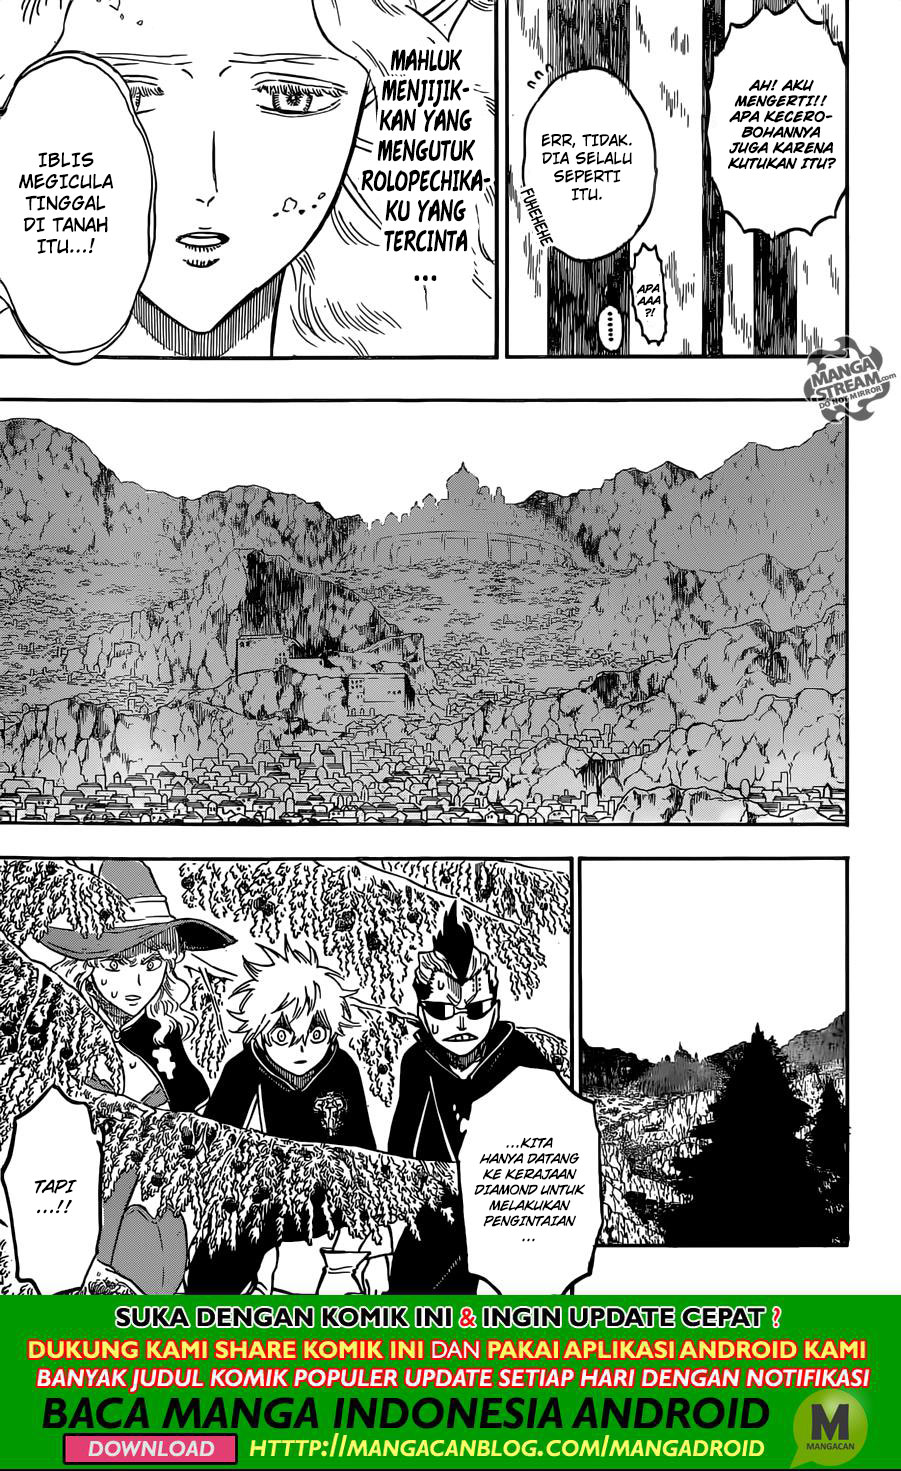 AH! AKU
MENGERTI!!
APA KECERO-
BOHANNYA
JUGA KARENA
KUTUKAN ITU?
ERR, TIDAK.
DIA SELALU
SEPERTI
ITU.
FUHEHEHE
APA
AAA
?!
......
MAHLUK
MENJIJIK-
KAN YANG
MENGUTUK
ROLOPECHIKA-
KU YANG
TERCINTA
...
IBLIS
MEGICULA
TINGGAL
DI TANAH
ITU...!
MANGA
STREAM.com
DO NOT MIRROR
...KITA
HANYA DATANG
KE KERAJAAN
DIAMOND UNTUK
MELAKUKAN
PENGINTAIAN
...
TAPI
...!!
SUKA DENGAN KOMIK INI & INGIN UPDATE CEPAT ?
DUKUNG KAMI SHARE KOMIK INI DAN PAKAI APLIKASI ANDROID KAMI
BANYAK JUDUL KOMIK POPULER UPDATE SETIAP HARI DENGAN NOTIFIKASI
BACA MANGA INDONESIA ANDROID
DOWNLOAD HTTTP://MANGACANBLOG.COM/MANGADROID
M
MANGACAN